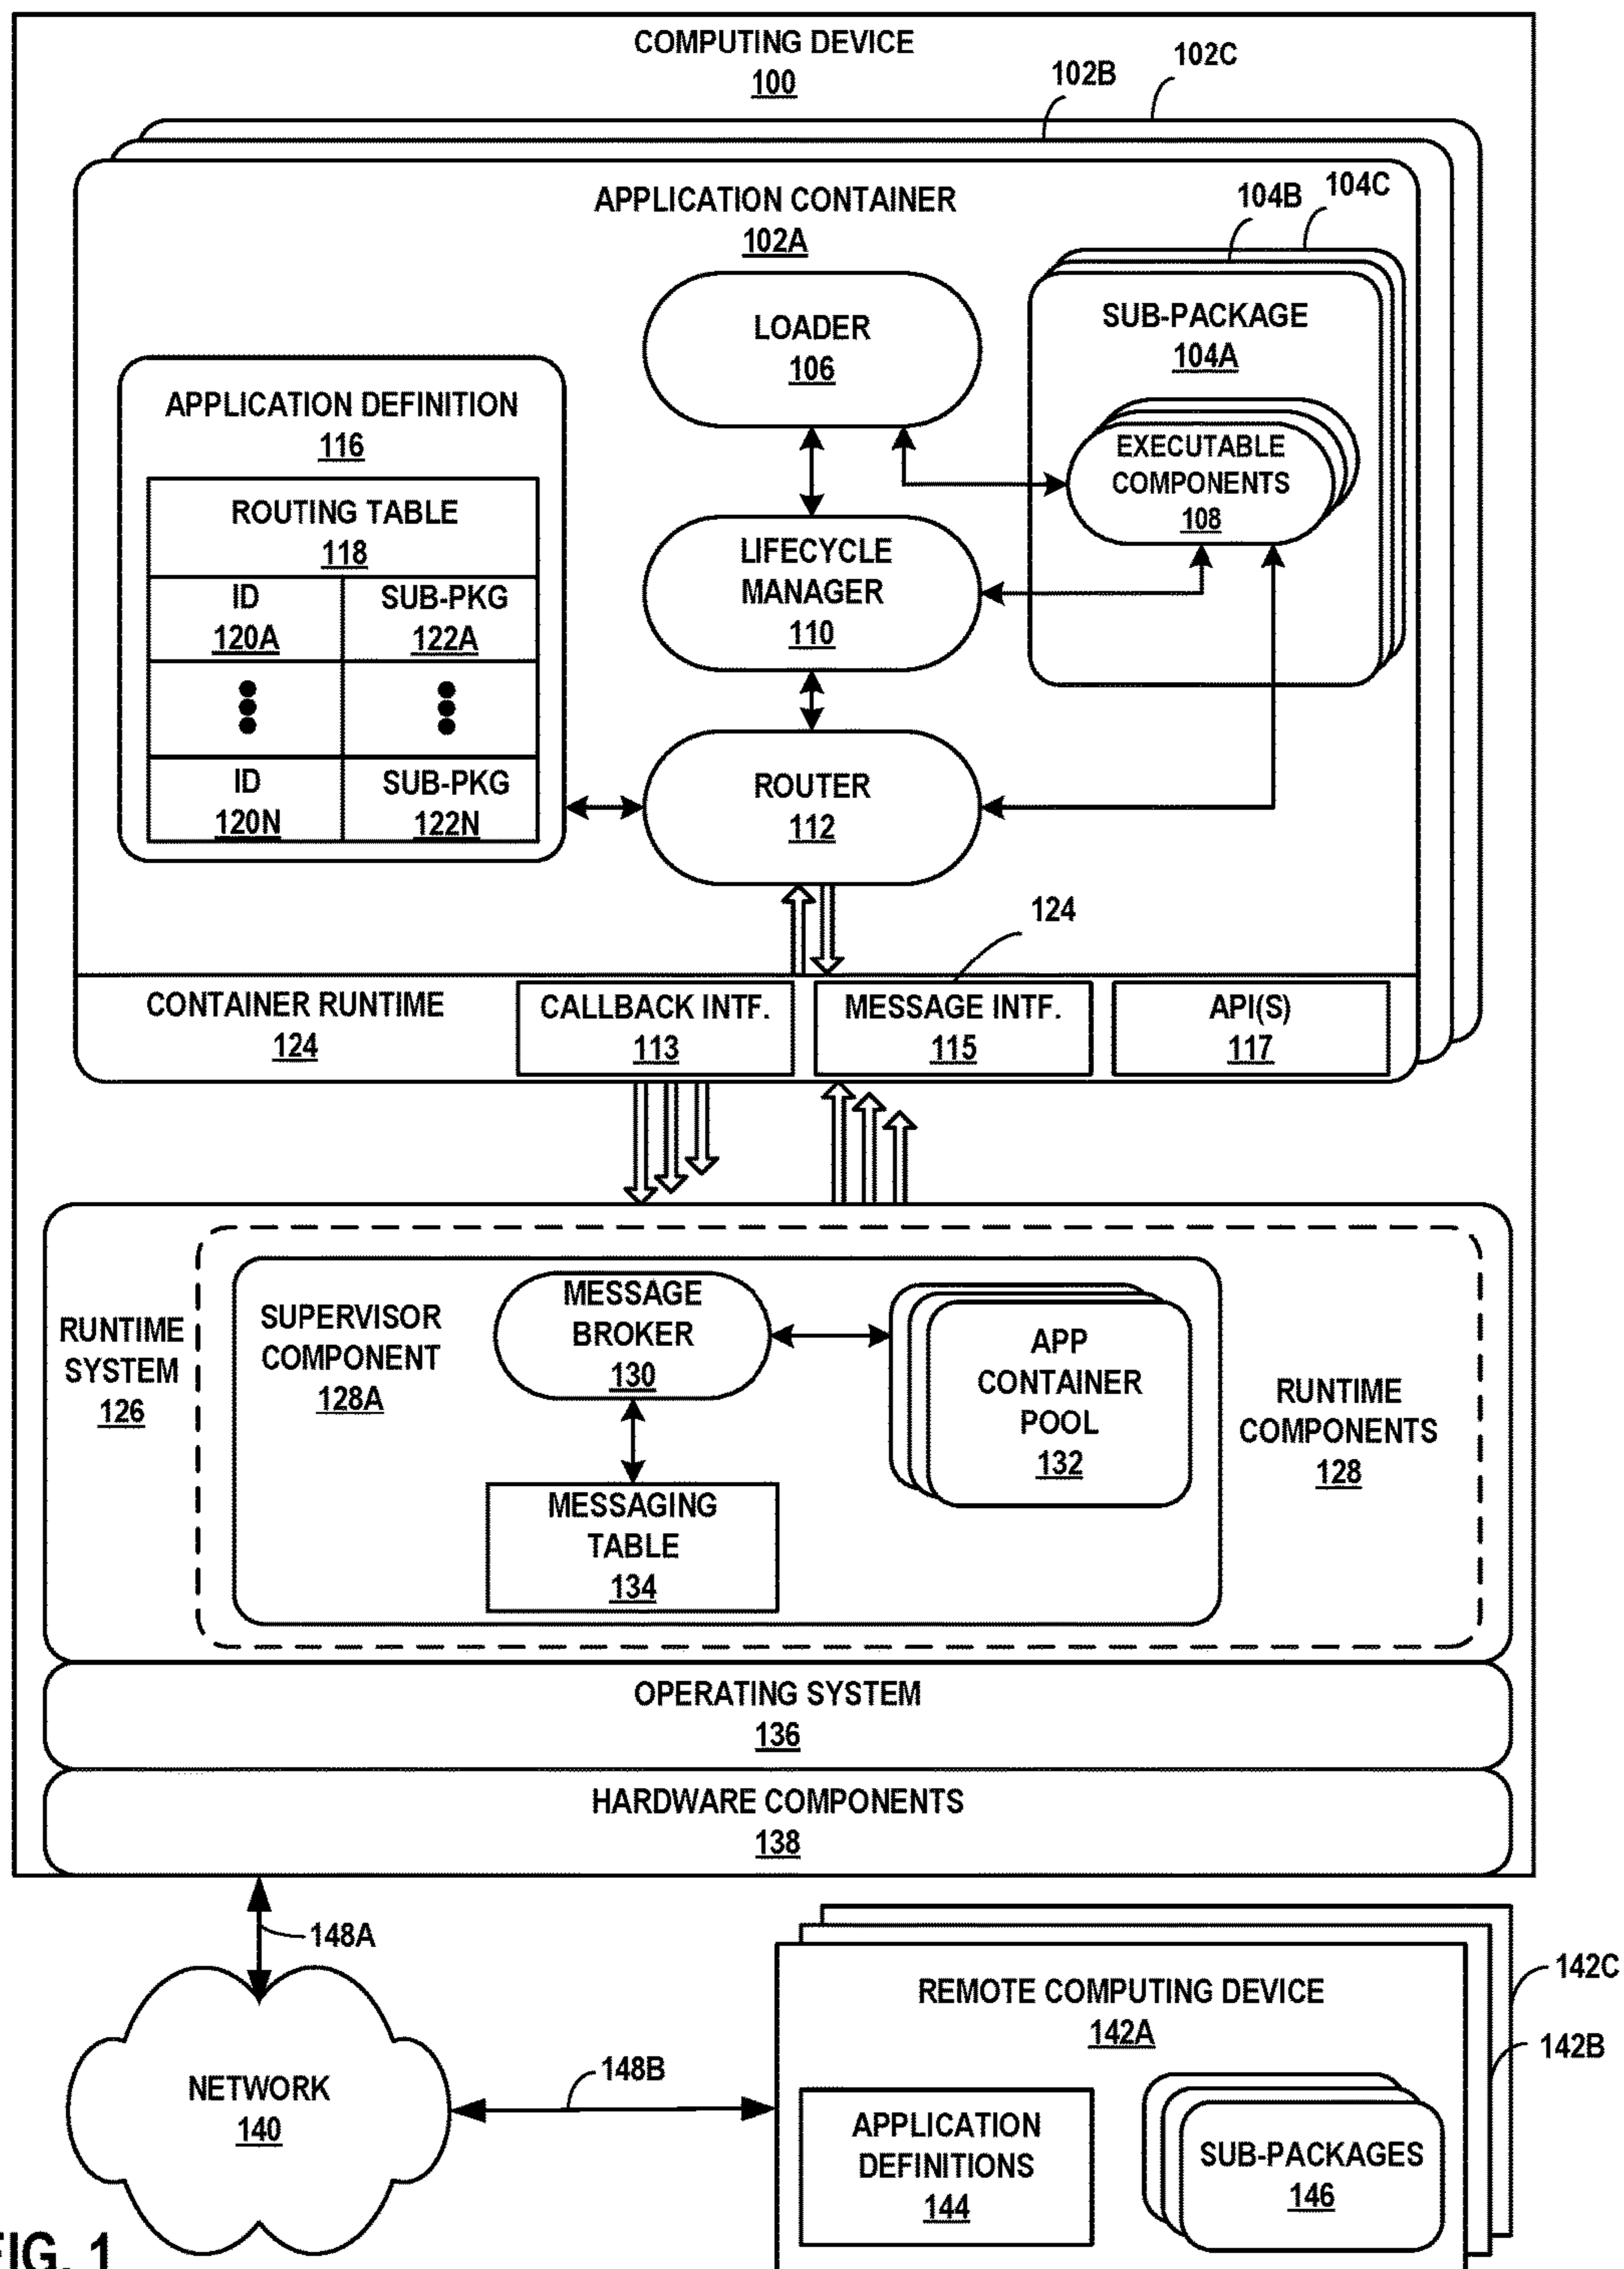 COMPUTING DEVICE
100
102C
102B
APPLICATION CONTAINER
102A
104C
104B
LOADER
106
SUB-PACKAGE
104A
APPLICATION DEFINITION
116
EXECUTABLE
COMPONENTS
108
ROUTING TABLE
118
LIFECYCLE
MANAGER
110
ID
120A
SUB-PKG
122A
ID
120N
SUB-PKG
122N
ROUTER
112
124
CONTAINER RUNTIME
124
CALLBACK INTF.
113
MESSAGE INTF.
115
API(S)
117
RUNTIME
SYSTEM
126
SUPERVISOR
COMPONENT
128A
MESSAGE
BROKER
130
APP
CONTAINER
POOL
132
RUNTIME
COMPONENTS
128
MESSAGING
TABLE
134
OPERATING SYSTEM
136
HARDWARE COMPONENTS
138
148A
142C
REMOTE COMPUTING DEVICE
142A
142B
148B
NETWORK
140
APPLICATION
DEFINITIONS
144
SUB-PACKAGES
146
FIG. 1